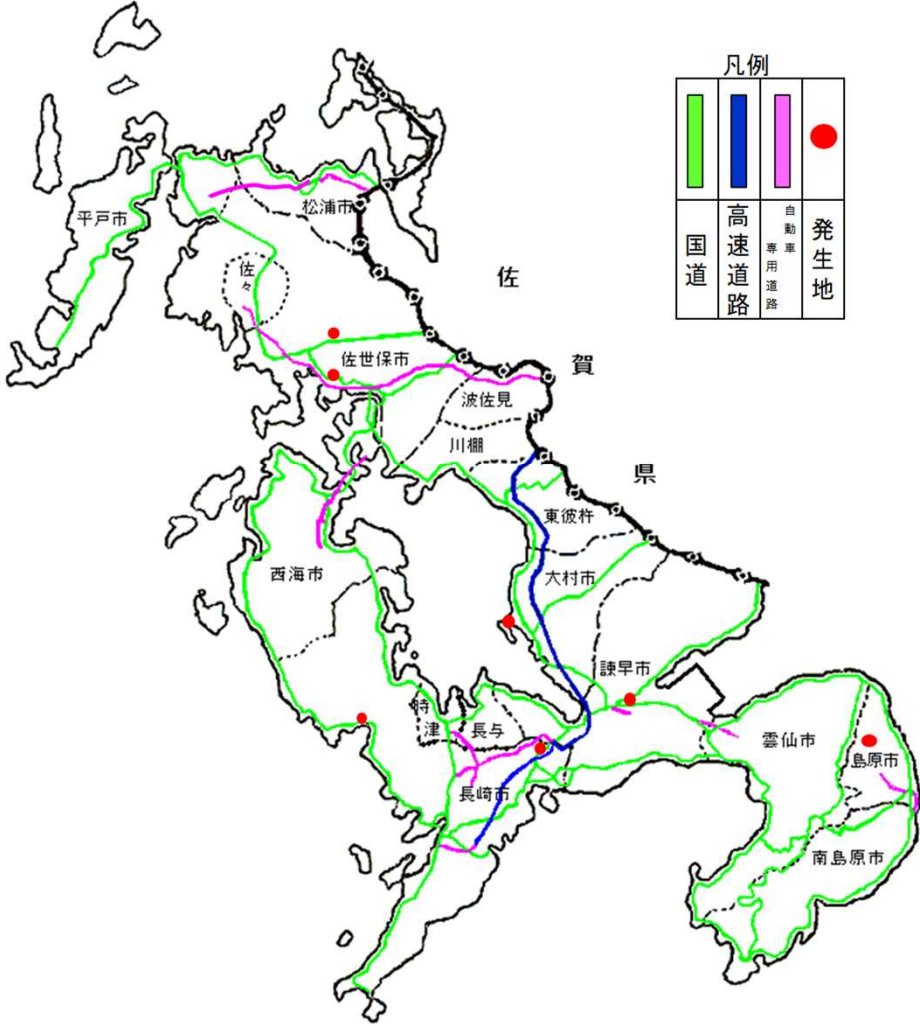 凡例
国道
高速道路
自動車
専用道路
発生地
平戸市
松浦市
佐々
佐
賀
県
佐世保市
波佐見
川棚
東彼杵
西海市
大村市
諫早市
時津
長与
雲仙市
島原市
長崎市
南島原市